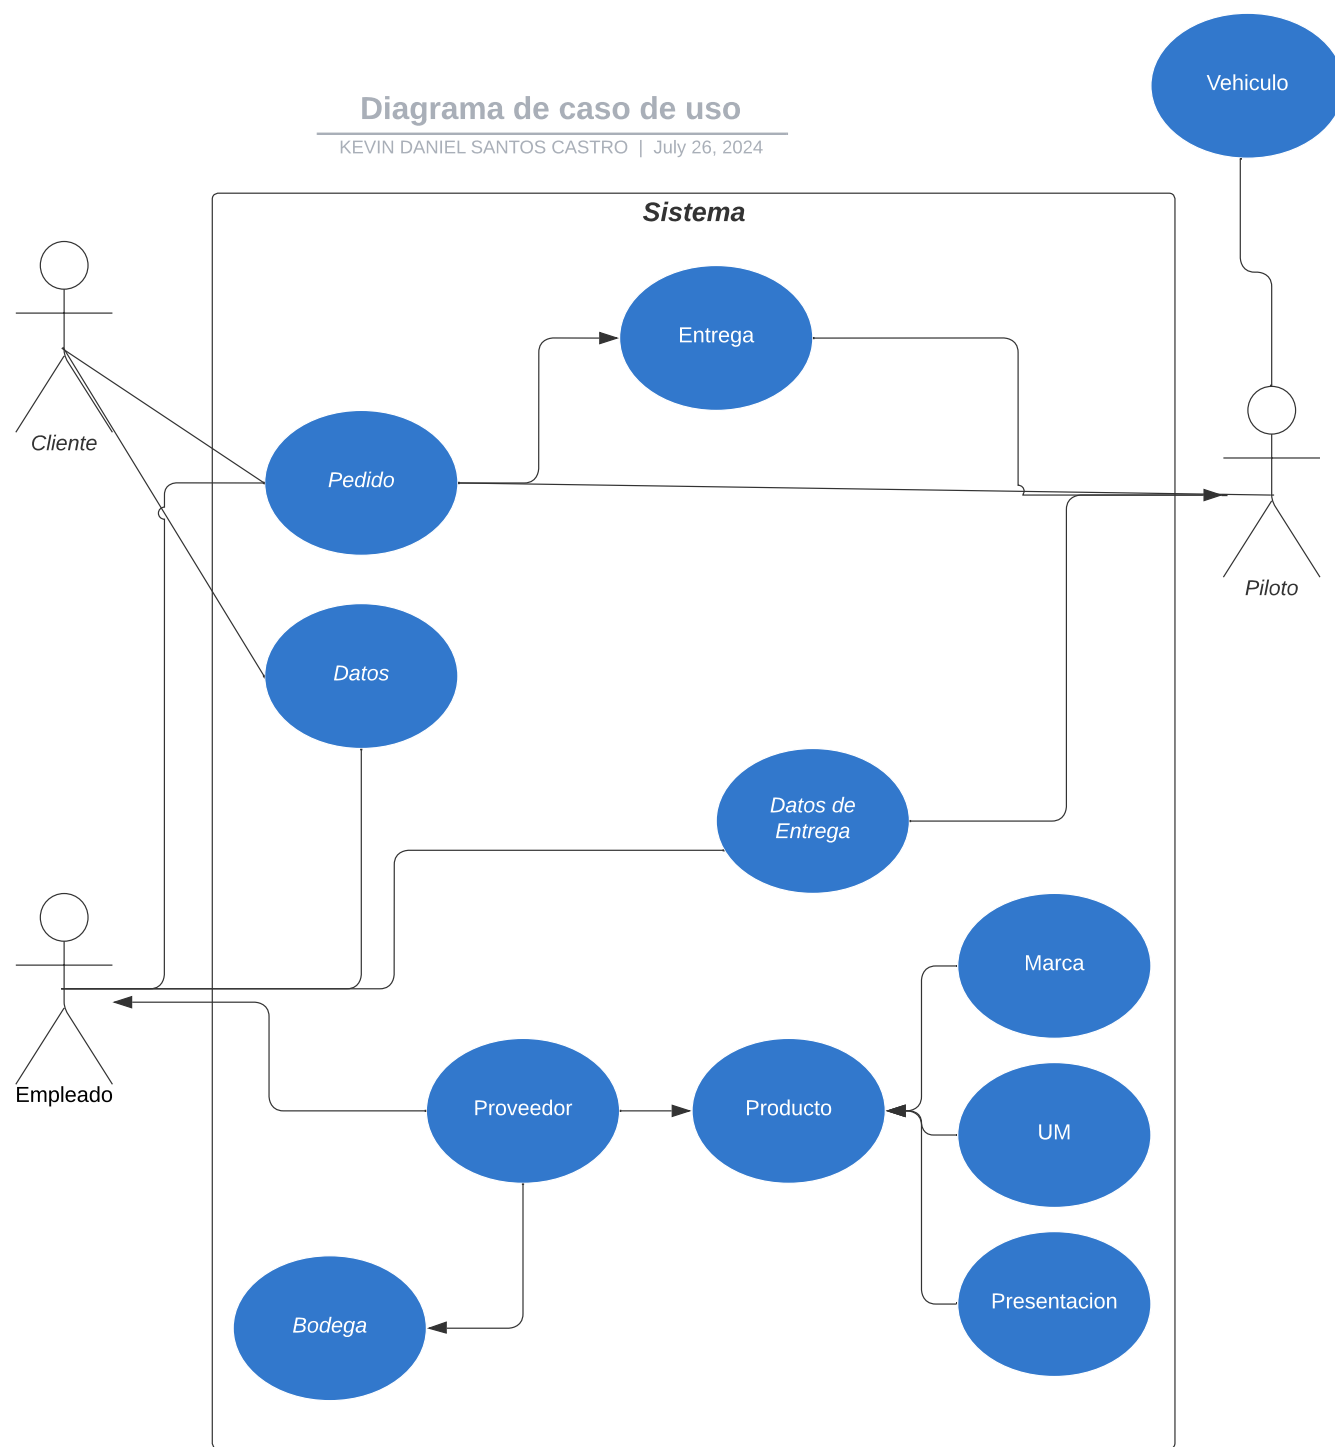 Vehiculo
Diagrama de caso de uso
KEVIN DANIEL SANTOS CASTRO | July 26, 2024
Sistema
Entrega
Cliente
Pedido
Piloto
Datos
Datos de
Entrega
Marca
Empleado
Proveedor
Producto
UM
Presentacion
Bodega